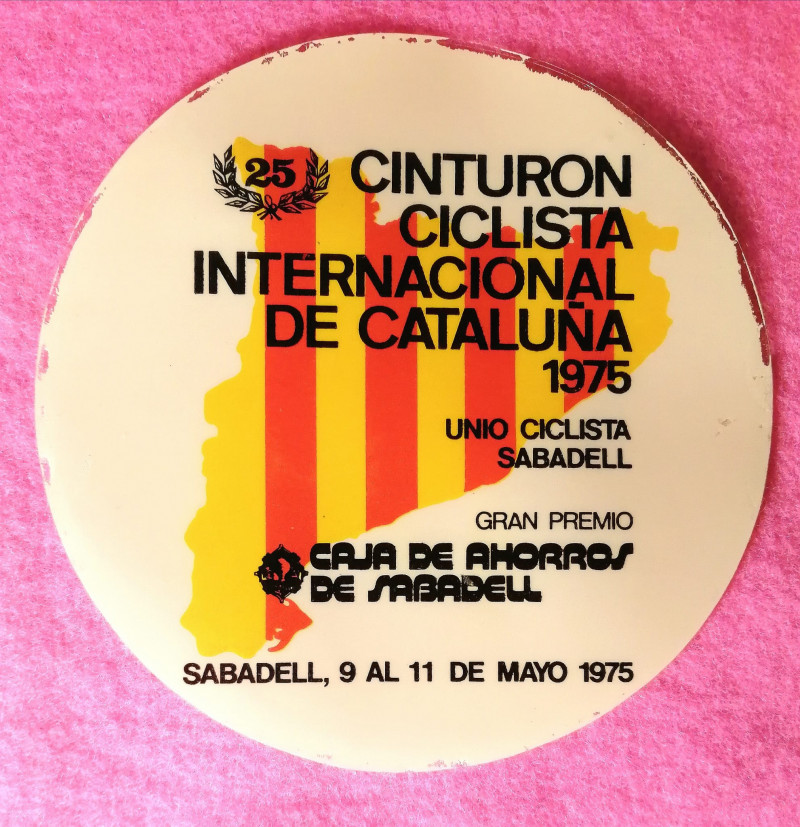 25
CINTURON
CICLISTA
INTERNACIONAL
DE CATALUÑA
1975
UNIO CICLISTA
SABADELL
GRAN PREMIO
CAJA DE AHORROS
DE SABADELL
SABADELL, 9 AL 11 DE MAYO 1975